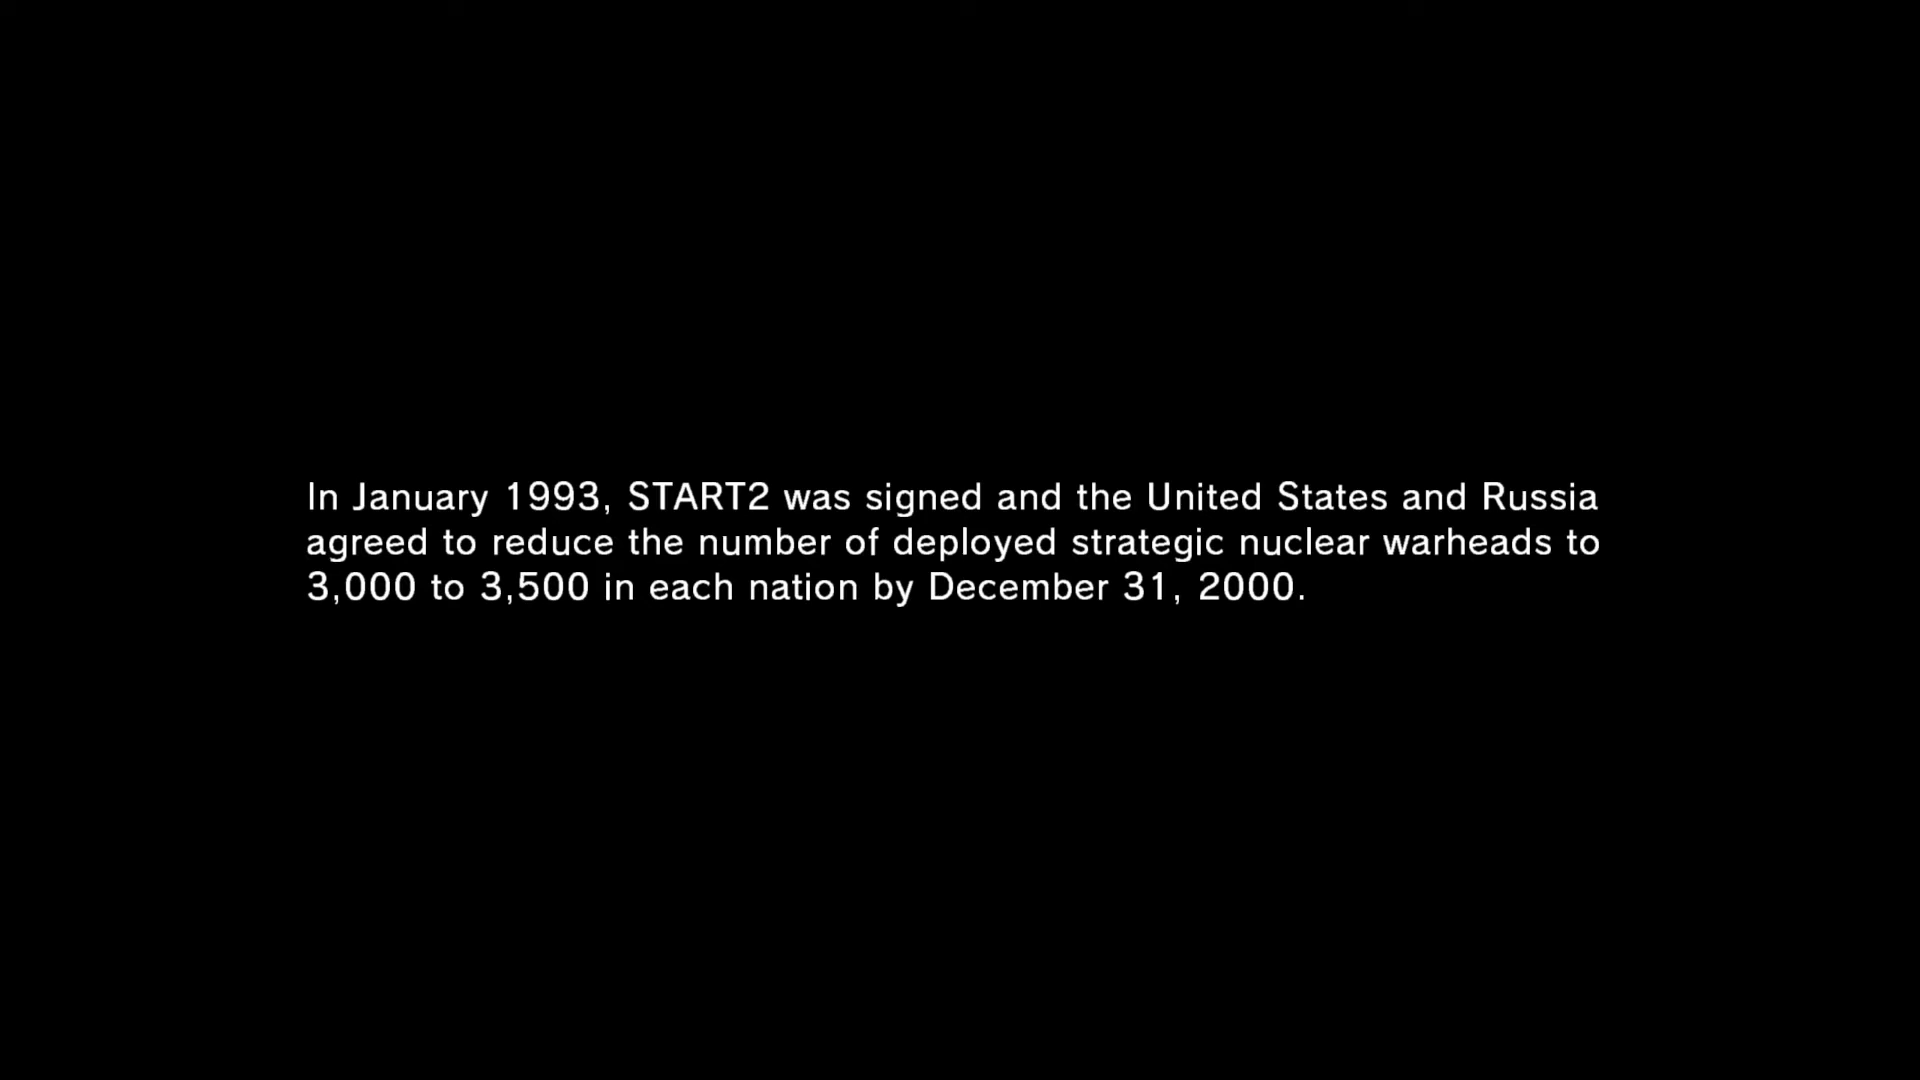 In January 1993, START2 was signed and the United States and Russia
agreed to reduce the number of deployed strategic nuclear warheads to
3,000 to 3,500 in each nation by December 31, 2000.